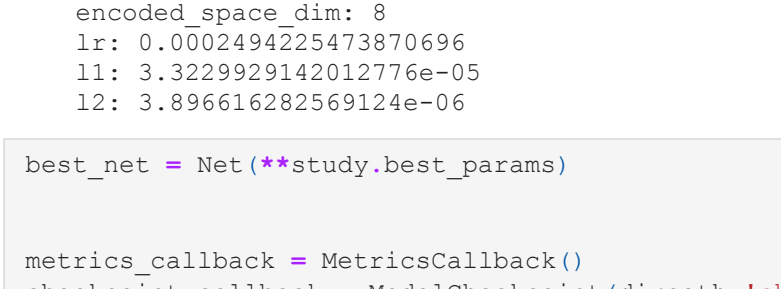 encoded_space_dim: 8
lr: 0.0002494225473870696
l1: 3.3229929142012776e-05
l2: 3.896616282569124e-06
best_net = Net(**study.best_params)
metrics_callback = MetricsCallback()